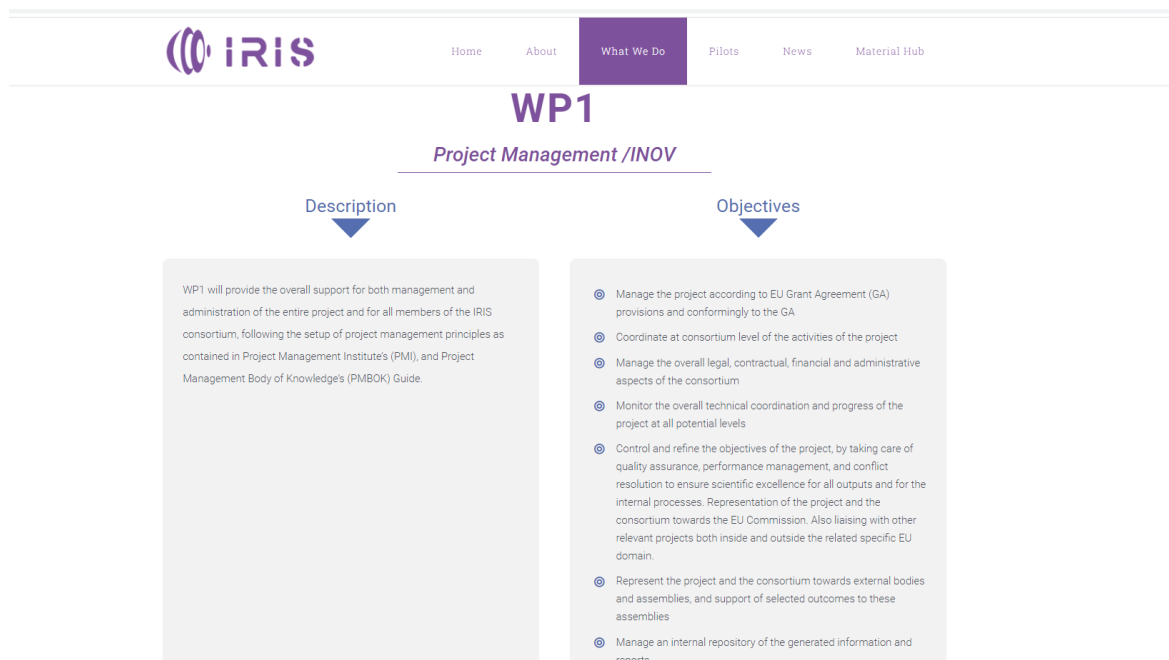 IRIS
Home About What We Do Pilots News Material Hub
WP1
Project Management /INOV
Description
WP1 will provide the overall support for both management and
administration of the entire project and for all members of the IRIS
consortium, following the setup of project management principles as
contained in Project Management Institute's (PMI), and Project
Management Body of Knowledge's (PMBOK) Guide.
Objectives
Manage the project according to EU Grant Agreement (GA)
provisions and conformingly to the GA
Coordinate at consortium level of the activities of the project
Manage the overall legal, contractual, financial and administrative
aspects of the consortium
Monitor the overall technical coordination and progress of the
project at all potential levels
Control and refine the objectives of the project, by taking care of
quality assurance, performance management, and conflict
resolution to ensure scientific excellence for all outputs and for the
internal processes. Representation of the project and the
consortium towards the EU Commission. Also liaising with other
relevant projects both inside and outside the related specific EU
domain.
Represent the project and the consortium towards external bodies
and assemblies, and support of selected outcomes to these
assemblies
Manage an internal repository of the generated information and
reports